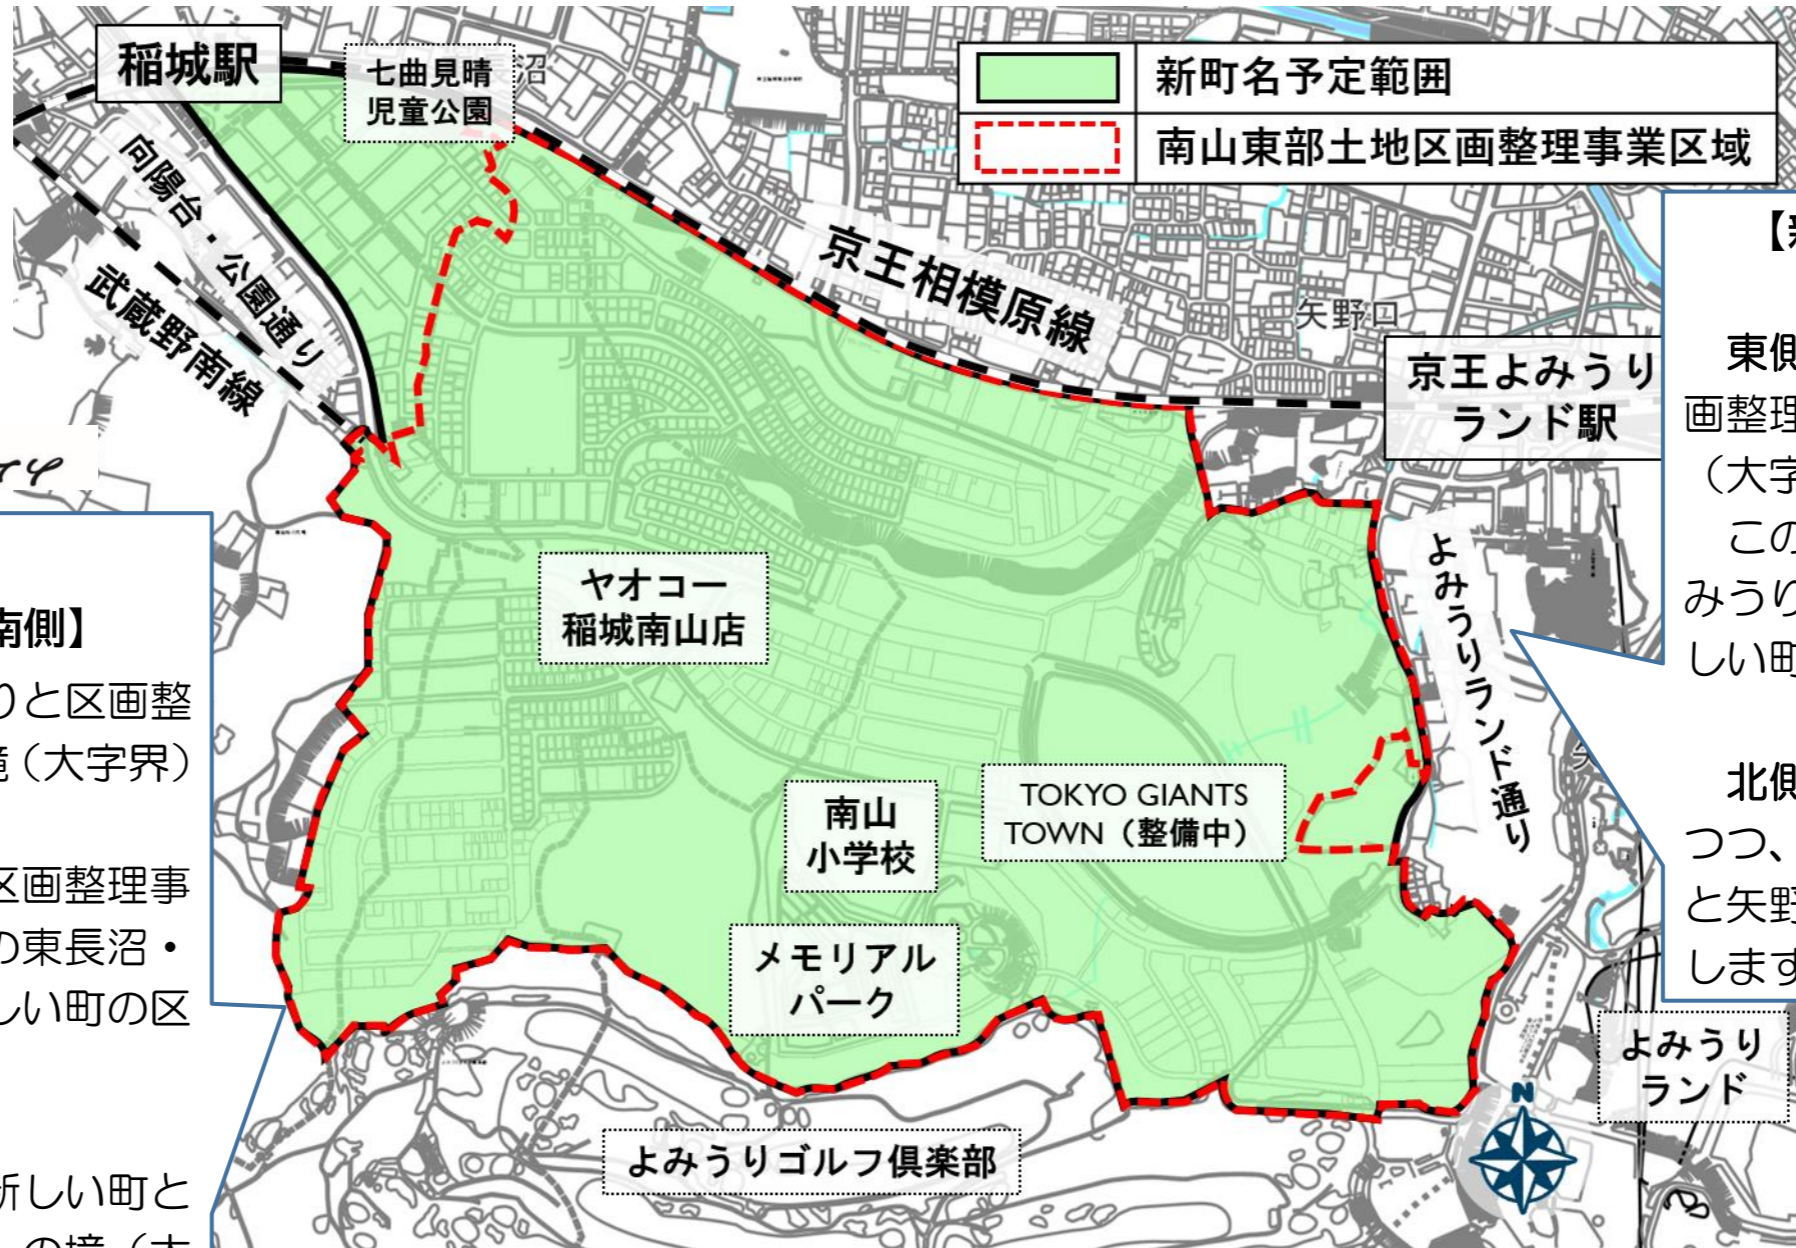 稲城駅
七曲見晴
児童公園
沼
新町名予定範囲
南山東部土地区画整理事業区域
向陽台・公園通り
武蔵野南線
京王相模原線
矢野口
京王よみうり
ランド駅
よみうりランド通り
ヤオコー
稲城南山店
南山
小学校
TOKYO GIANTS
TOWN（整備中）
メモリアル
パーク
よみうりゴルフ倶楽部
よみうり
ランド
N
南側】
りと区画整
境（大字界）
区画整理事
の東長沼・
しい町の区
新しい町と
の境（大
【新
東側
画整理
（大字
この
みうり
しい町
北側
つつ、
と矢野
します